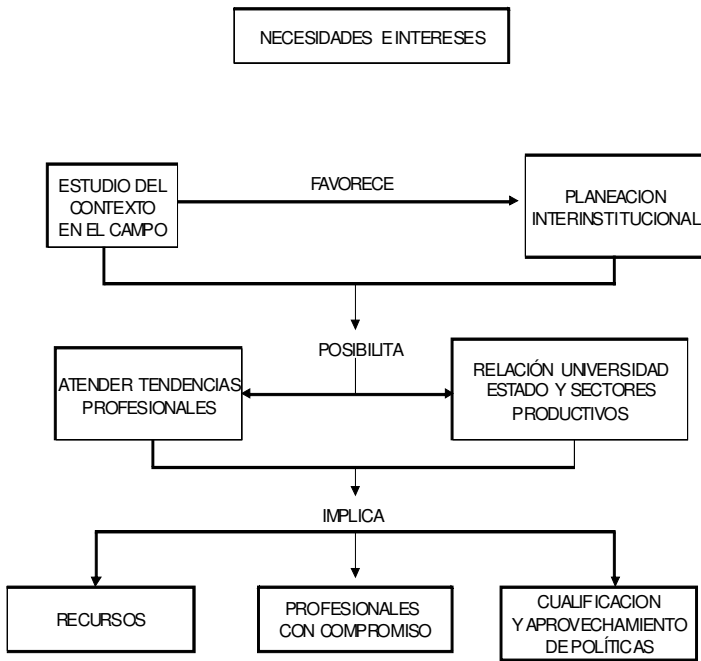 NECESIDADES E INTERESES
ESTUDIO DEL
CONTEXTO
EN EL CAMPO
FAVORECE
PLANEACION
INTERINSTITUCIONAL
POSIBILITA
ATENDER TENDENCIAS
PROFESIONALES
RELACIÓN UNIVERSIDAD
ESTADO Y SECTORES
PRODUCTIVOS
IMPLICA
RECURSOS
PROFESIONALES
CON COMPROMISO
CUALIFICACION
Y APROVECHAMIENTO
DE POLÍTICAS